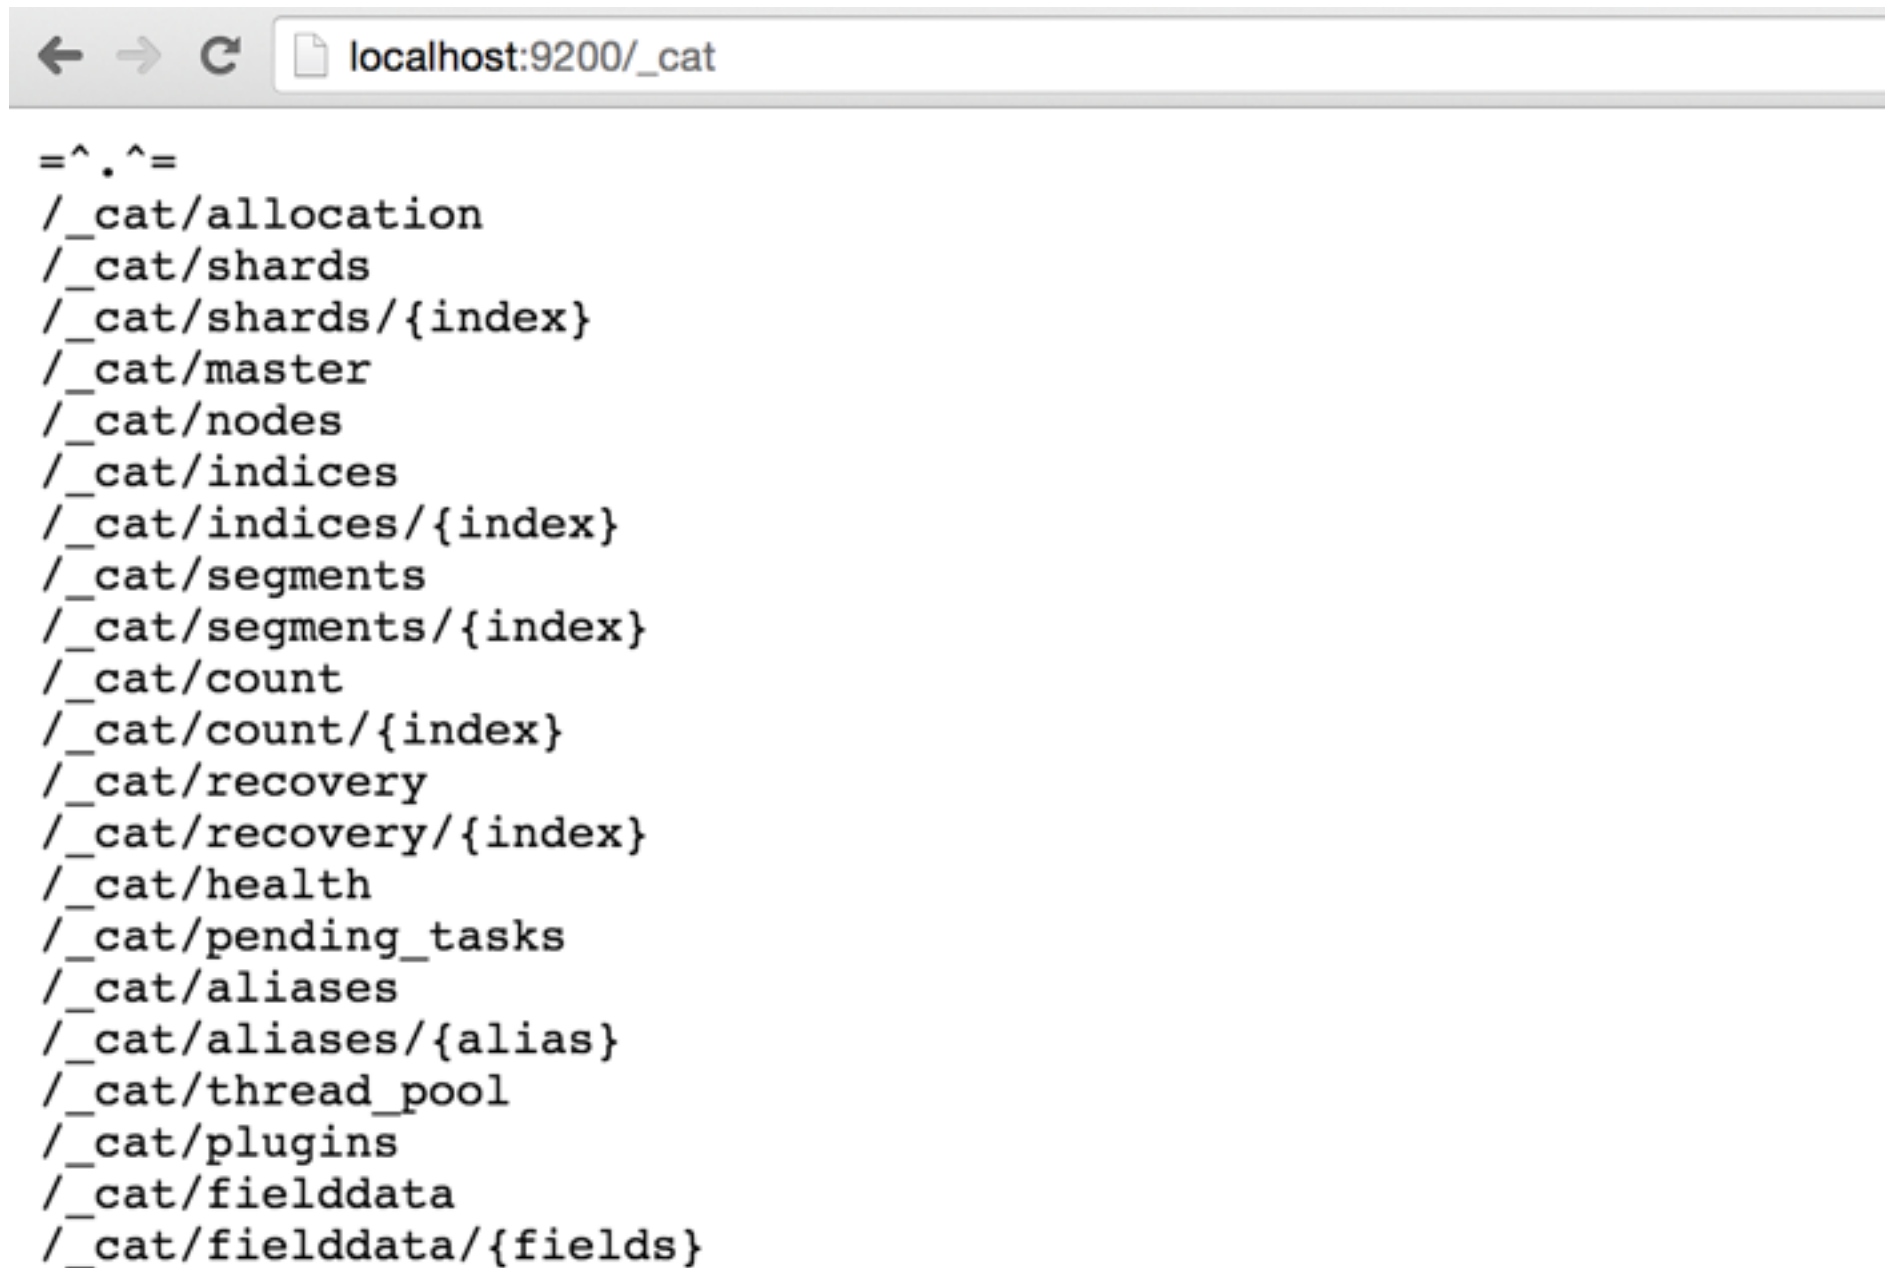 localhost:9200/_cat
=^.^=
/_cat/allocation
/_cat/shards
/_cat/shards/{index}
/_cat/master
/_cat/nodes
/_cat/indices
/_cat/indices/{index}
/_cat/segments
/_cat/segments/{index}
/_cat/count
/_cat/count/{index}
/_cat/recovery
/_cat/recovery/{index}
/_cat/health
/_cat/pending_tasks
/_cat/aliases
/_cat/aliases/{alias}
/_cat/thread_pool
/_cat/plugins
/_cat/fielddata
/_cat/fielddata/{fields}